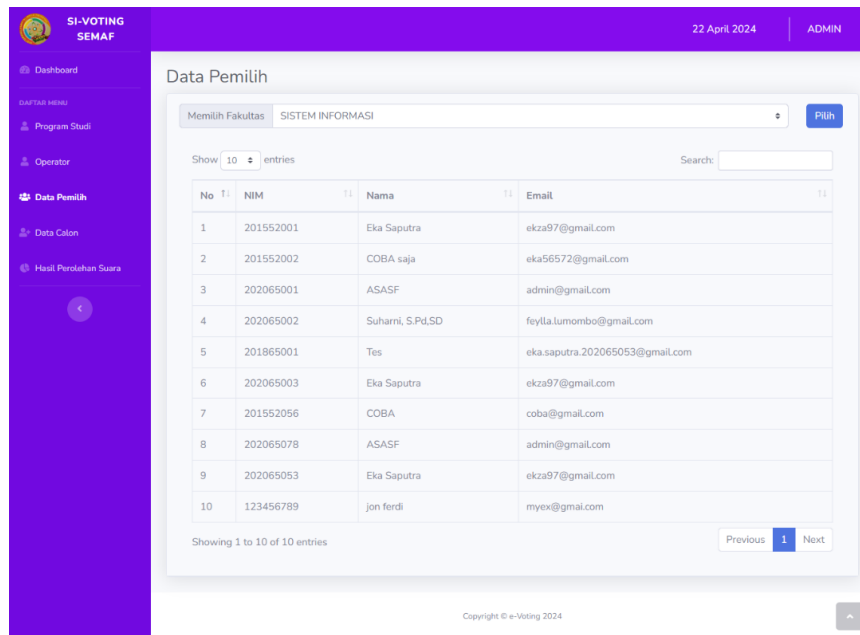 SI-VOTING
SEMAF
22 April 2024
ADMIN
Dashboard
DAFTAR MENU
Program Studi
Operator
Data Pemilih
Data Calon
Hasil Perolehan Suara
Data Pemilih
Memilih Fakultas SISTEM INFORMASI Pilih
Show 10 entries Search:
No NIM Nama Email
1 201552001 Eka Saputra ekza97@gmail.com
2 201552002 COBA saja eka56572@gmail.com
3 202065001 ASASF admin@gmail.com
4 202065002 Suharni, S.Pd,SD feylla.lumombo@gmail.com
5 201865001 Tes eka.saputra.202065053@gmail.com
6 202065003 Eka Saputra ekza97@gmail.com
7 201552056 COBA coba@gmail.com
8 202065078 ASASF admin@gmail.com
9 202065053 Eka Saputra ekza97@gmail.com
10 123456789 jon ferdi myex@gmai.com
Showing 1 to 10 of 10 entries Previous 1 Next
Copyright © e-Voting 2024